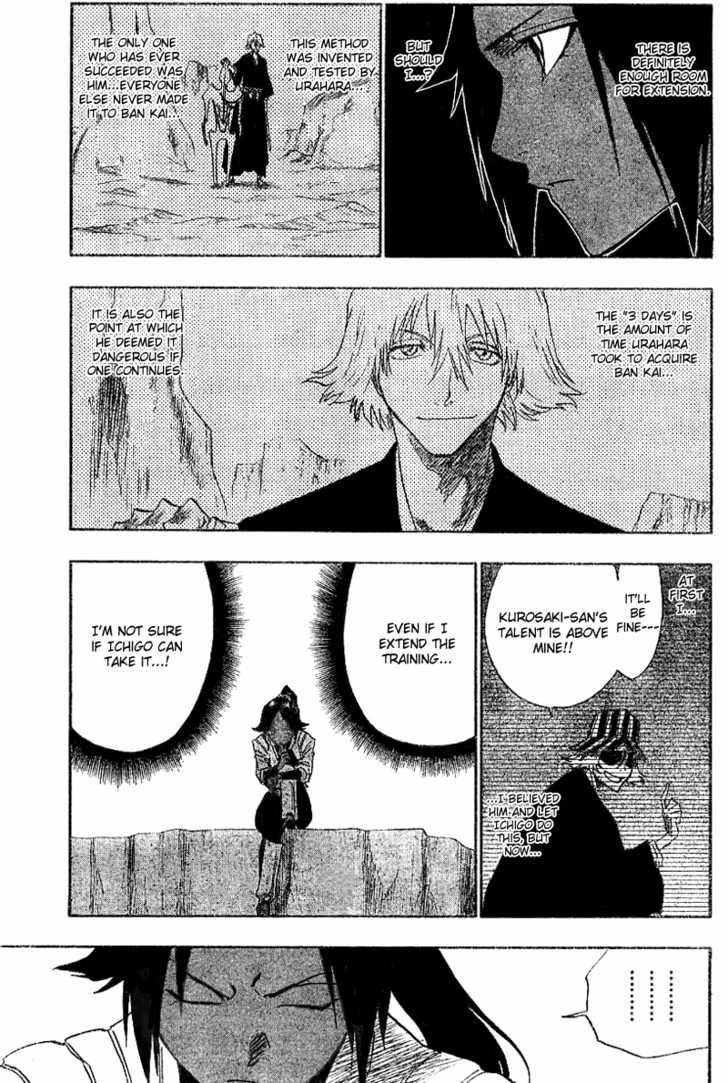 THERE IS
DEFINITELY
ENOUGH ROOM
FOR EXTENSION.
BUT
SHOULD
I...?
THIS METHOD
WAS INVENTED
AND TESTED BY
URAHARA....
THE ONLY ONE
WHO HAS EVER
SUCCEEDED WAS
HIM...EVERYONE
ELSE NEVER MADE
IT TO BAN KAI...
THE "3 DAYS" IS
THE AMOUNT OF
TIME URAHARA
TOOK TO ACQUIRE
BAN KAI...
IT IS ALSO THE
POINT AT WHICH
HE DEEMED IT
DANGEROUS IF
ONE CONTINUES.
AT
FIRST
I...
IT'LL
BE
FINE---
KUROSAKI-SAN'S
TALENT IS ABOVE
MINE!!
...I BELIEVED
HIM AND LET
ICHIGO DO
THIS, BUT
NOW...
EVEN IF I
EXTEND THE
TRAINING...
I'M NOT SURE
IF ICHIGO CAN
TAKE IT...!
⋮ ⋮ ⋮